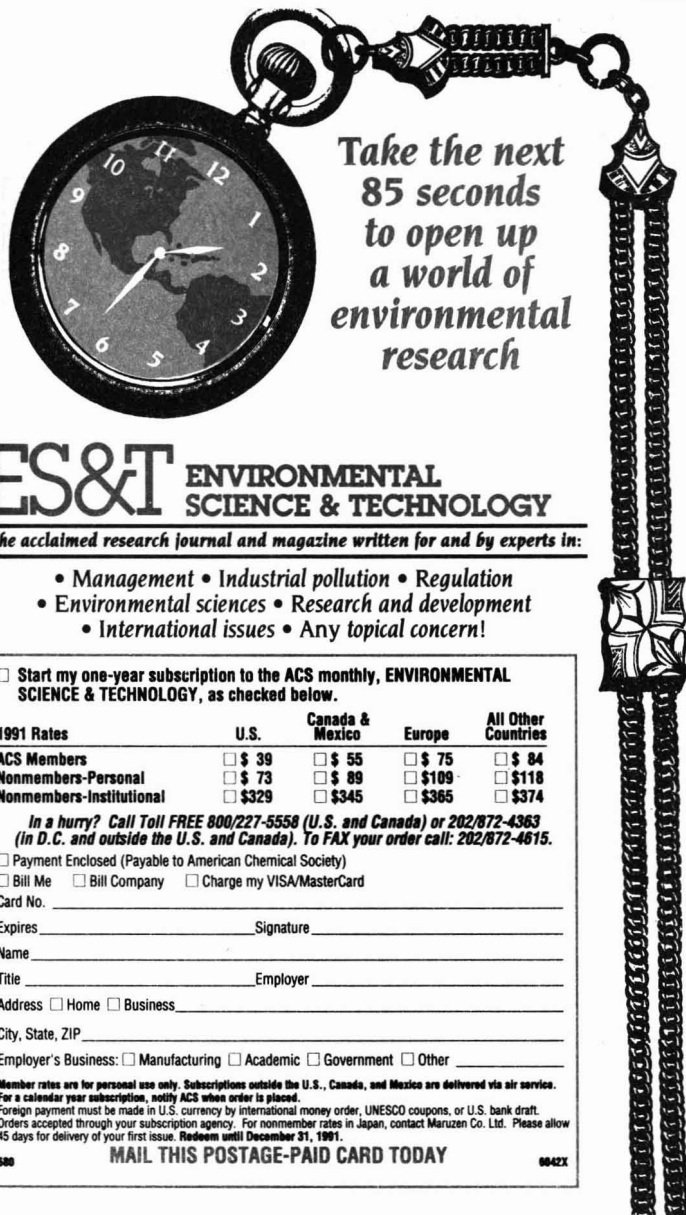 10 11 12
9 1
8 2
7 3
6 5 4
Take the next
85 seconds
to open up
a world of
environmental
research
ES&T ENVIRONMENTAL
SCIENCE & TECHNOLOGY
he acclaimed research journal and magazine written for and by experts in:
• Management • Industrial pollution • Regulation
• Environmental sciences • Research and development
• International issues • Any topical concern!
☐ Start my one-year subscription to the ACS monthly, ENVIRONMENTAL
SCIENCE & TECHNOLOGY, as checked below.
1991 Rates U.S. Canada & Mexico Europe All Other Countries
ACS Members ☐ $ 39 ☐ $ 55 ☐ $ 75 ☐ $ 84
Nonmembers-Personal ☐ $ 73 ☐ $ 89 ☐ $109 ☐ $118
Nonmembers-Institutional ☐ $329 ☐ $345 ☐ $365 ☐ $374
In a hurry? Call Toll FREE 800/227-5558 (U.S. and Canada) or 202/872-4363
(in D.C. and outside the U.S. and Canada). To FAX your order call: 202/872-4615.
☐ Payment Enclosed (Payable to American Chemical Society)
☐ Bill Me ☐ Bill Company ☐ Charge my VISA/MasterCard
Card No.
Expires Signature
Name
Title Employer
Address ☐ Home ☐ Business
City, State, ZIP
Employer's Business: ☐ Manufacturing ☐ Academic ☐ Government ☐ Other
Member rates are for personal use only. Subscriptions outside the U.S., Canada, and Mexico are delivered via air service.
For a calendar year subscription, notify ACS when order is placed.
Foreign payment must be made in U.S. currency by international money order, UNESCO coupons, or U.S. bank draft.
Orders accepted through your subscription agency. For nonmember rates in Japan, contact Maruzen Co. Ltd. Please allow
45 days for delivery of your first issue. Redeem until December 31, 1991.
MAIL THIS POSTAGE-PAID CARD TODAY